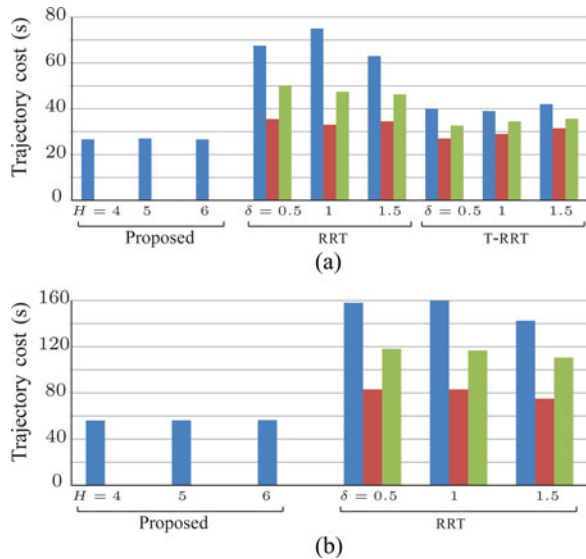 Trajectory cost (s)
80
60
40
20
0
H = 4 5 6 δ = 0.5 1 1.5 δ = 0.5 1 1.5
Proposed RRT T-RRT
(a)
Trajectory cost (s)
160
120
80
40
0
H = 4 5 6 δ = 0.5 1 1.5
Proposed RRT
(b)